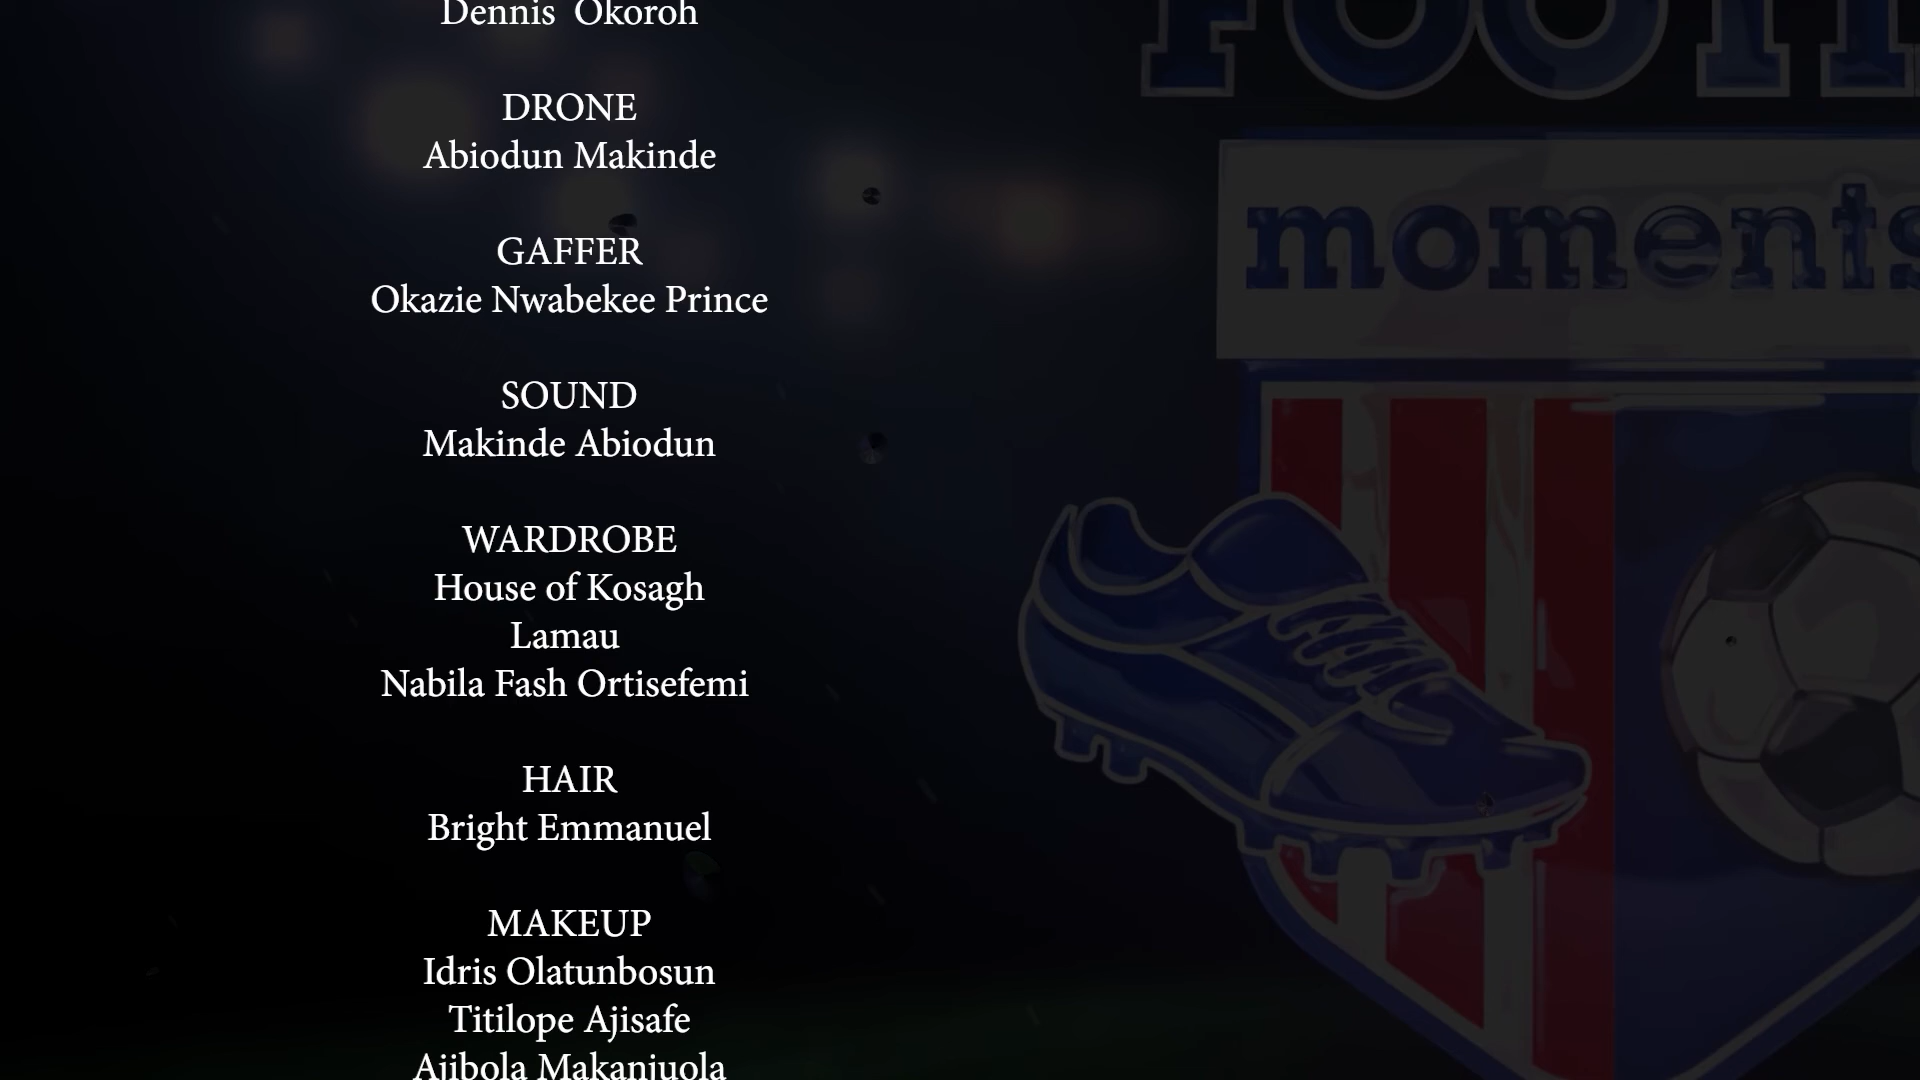 Dennis Okoroh
DRONE
Abiodun Makinde
GAFFER
Okazie Nwabekee Prince
SOUND
Makinde Abiodun
WARDROBE
House of Kosagh
Lamau
Nabila Fash Ortisefemi
HAIR
Bright Emmanuel
MAKEUP
Idris Olatunbosun
Titilope Ajisafe
Ajibola Makanjuola
moments